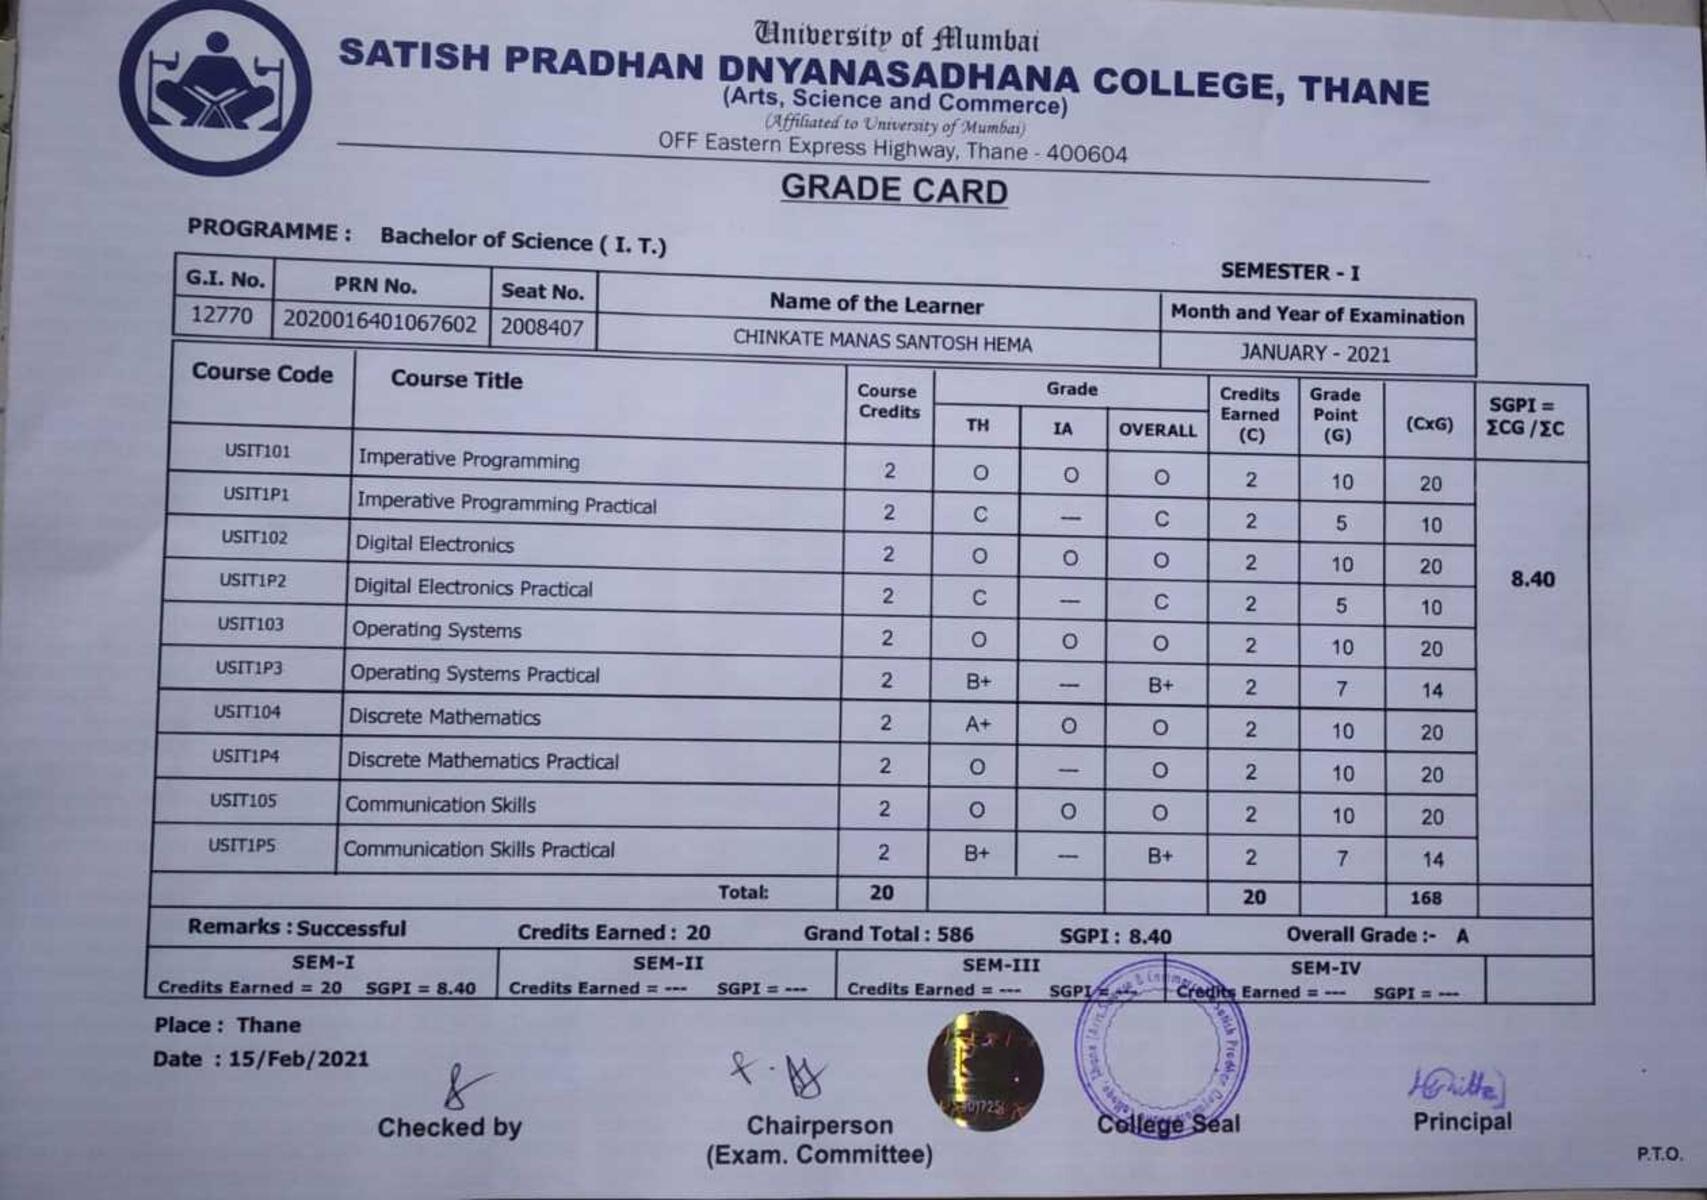 University of Mumbai
SATISH PRADHAN DNYANASADHANA COLLEGE, THANE
(Arts, Science and Commerce)
(Affiliated to University of Mumbai)
OFF Eastern Express Highway, Thane - 400604
GRADE CARD
PROGRAMME : Bachelor of Science ( I. T.)
SEMESTER - I
G.I. No. PRN No. Seat No. Name of the Learner Month and Year of Examination
12770 2020016401067602 2008407 CHINKATE MANAS SANTOSH HEMA JANUARY - 2021
Course Code Course Title Course Credits Grade Credits Earned (C) Grade Point (G) (CxG) SGPI = ΣCG /ΣC
TH IA OVERALL
USIT101 Imperative Programming 2 O O O 2 10 20
USIT1P1 Imperative Programming Practical 2 C --- C 2 5 10
USIT102 Digital Electronics 2 O O O 2 10 20
8.40
USIT1P2 Digital Electronics Practical 2 C --- C 2 5 10
USIT103 Operating Systems 2 O O O 2 10 20
USIT1P3 Operating Systems Practical 2 B+ --- B+ 2 7 14
USIT104 Discrete Mathematics 2 A+ O O 2 10 20
USIT1P4 Discrete Mathematics Practical 2 O --- O 2 10 20
USIT105 Communication Skills 2 O O O 2 10 20
USIT1P5 Communication Skills Practical 2 B+ --- B+ 2 7 14
Total: 20 20 168
Remarks : Successful Credits Earned : 20 Grand Total : 586 SGPI : 8.40 Overall Grade :- A
SEM-I SEM-II SEM-III SEM-IV
Credits Earned = 20 SGPI = 8.40 Credits Earned = --- SGPI = --- Credits Earned = --- SGPI = --- Credits Earned = --- SGPI = ---
Place : Thane
Date : 15/Feb/2021
Checked by
Chairperson
(Exam. Committee)
College Seal
Principal
P.T.O.